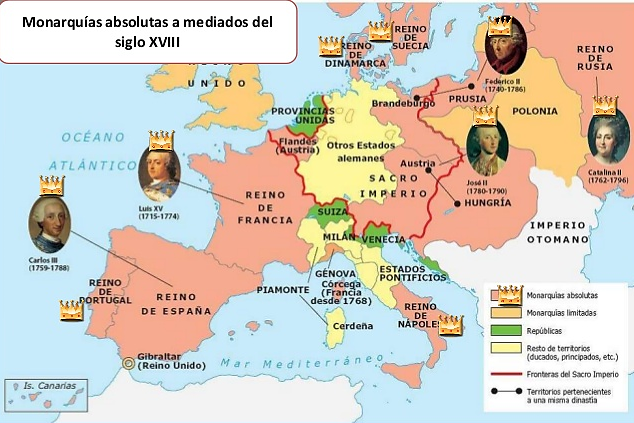 Monarquías absolutas a mediados del
siglo XVIII
UNIDO
REINO
DE
DINAMARCA
REINO
DE
SUECIA
REINO
DE
RUSIA
Federico II
(1740-1786)
Brandeburgo
PRUSIA
POLONIA
PROVINCIAS
UNIDAS
Flandes
(Austria)
Otros Estados
alemanes
OCÉANO
ATLÁNTICO
Austria
SACRO
IMPERIO
José II
(1780-1790)
Catalina II
(1762-1796)
HUNGRÍA
Luis XV
(1715-1774)
REINO
DE
FRANCIA
SUIZA
IMPERIO
OTOMANO
MILÁN
VENECIA
Carlos III
(1759-1788)
GÉNOVA
Córcega (Francia
desde 1768)
ESTADOS
PONTIFICIOS
PIAMONTE
REINO
DE
PORTUGAL
REINO
DE ESPAÑA
REINO
DE
NÁPOLES
Cerdeña
Gibraltar
(Reino Unido)
Mar Mediterráneo
Is. Canarias
Monarquías absolutas
Monarquías limitadas
Repúblicas
Resto de territorios
(ducados, principados, etc.)
Fronteras del Sacro Imperio
Territorios pertenecientes
a una misma dinastía